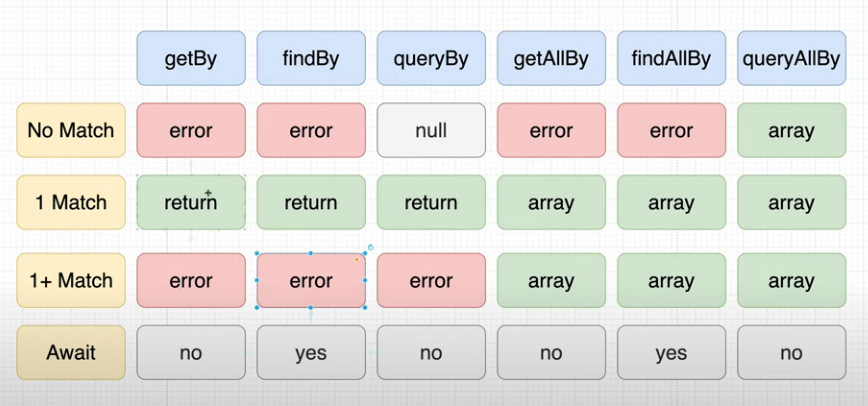 getBy findBy queryBy getAllBy findAllBy queryAllBy
No Match error error null error error array
1 Match return return return array array array
1+ Match error error error array array array
Await no yes no no yes no